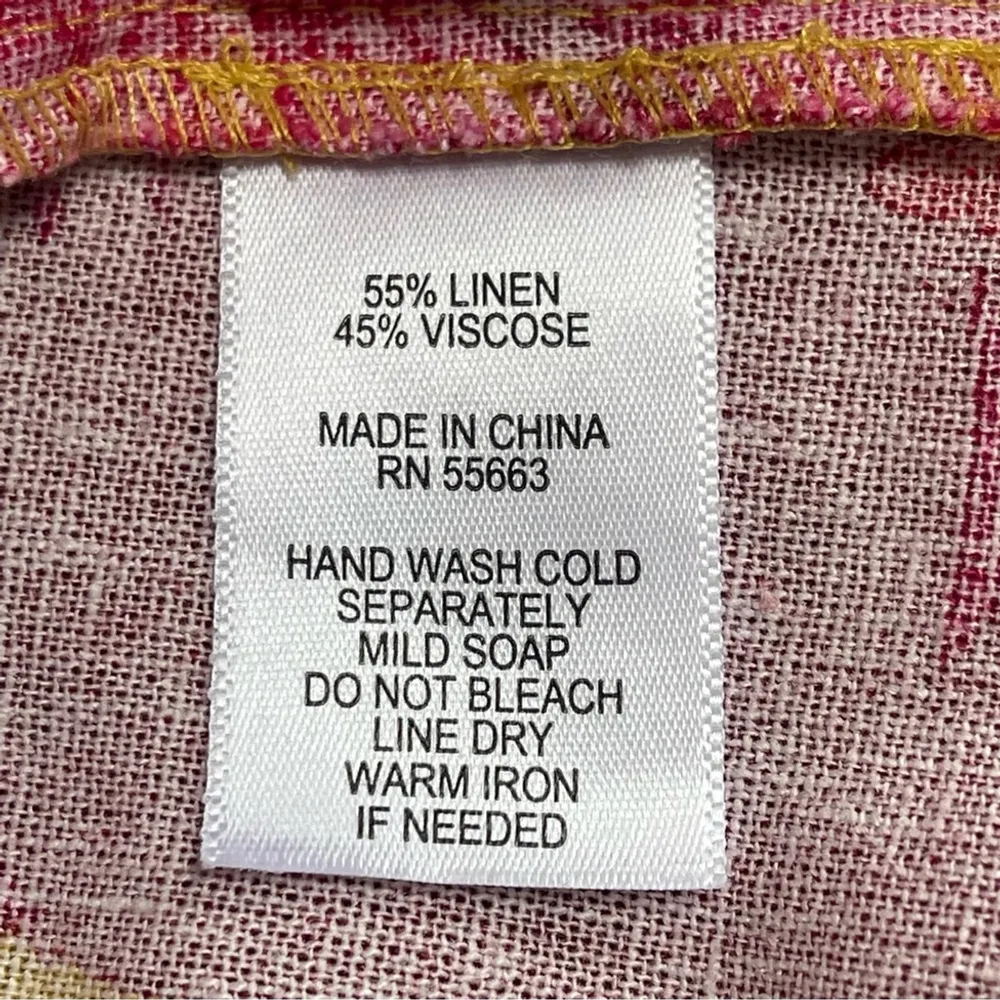 55% LINEN
45% VISCOSE
MADE IN CHINA
RN 55663
HAND WASH COLD
SEPARATELY
MILD SOAP
DO NOT BLEACH
LINE DRY
WARM IRON
IF NEEDED